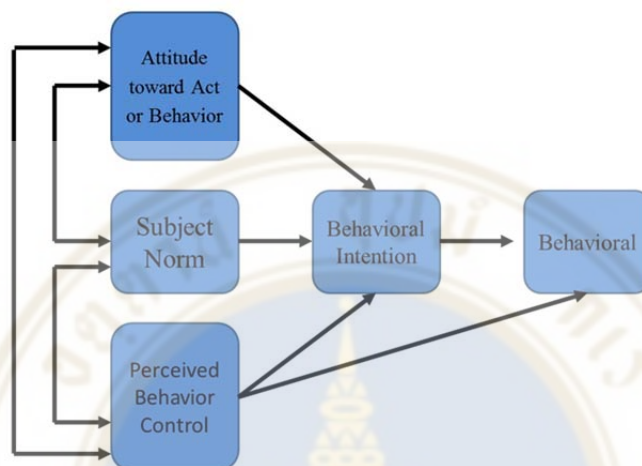 Attitude
toward Act
or Behavior
Subject
Norm
Behavioral
Intention
Behavioral
Perceived
Behavior
Control